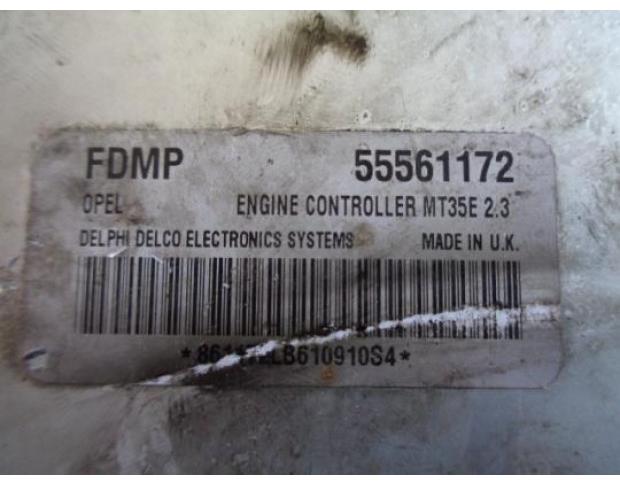 FDMP 55561172
OPEL ENGINE CONTROLLER MT35E 2.3
DELPHI DELCO ELECTRONICS SYSTEMS MADE IN U.K.